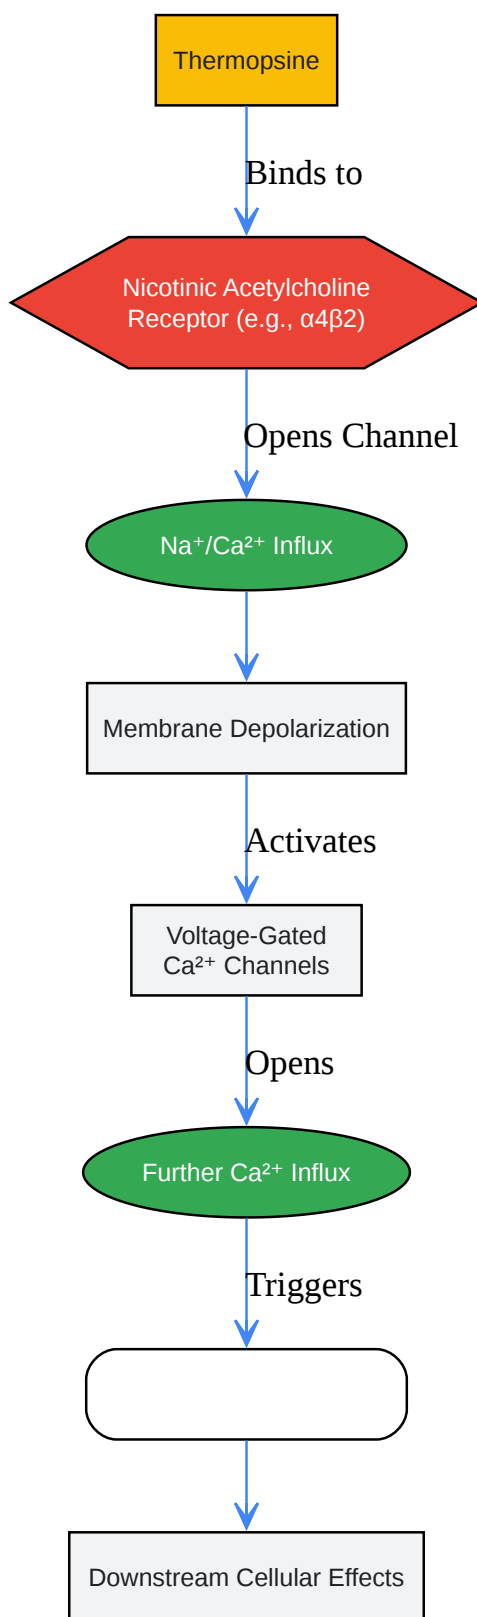 Thermopsine
Binds to
Nicotinic Acetylcholine
Receptor (e.g., α4β2)
Opens Channel
Na⁺/Ca²⁺ Influx
Membrane Depolarization
Activates
Voltage-Gated
Ca²⁺ Channels
Opens
Further Ca²⁺ Influx
Triggers
Downstream Cellular Effects